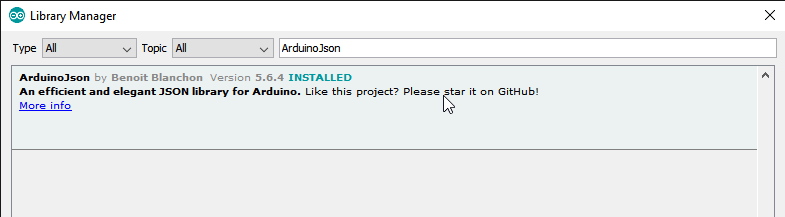 Library Manager
Type All Topic All ArduinoJson
ArduinoJson by Benoit Blanchon Version 5.6.4 INSTALLED
An efficient and elegant JSON library for Arduino. Like this project? Please star it on GitHub!
More info